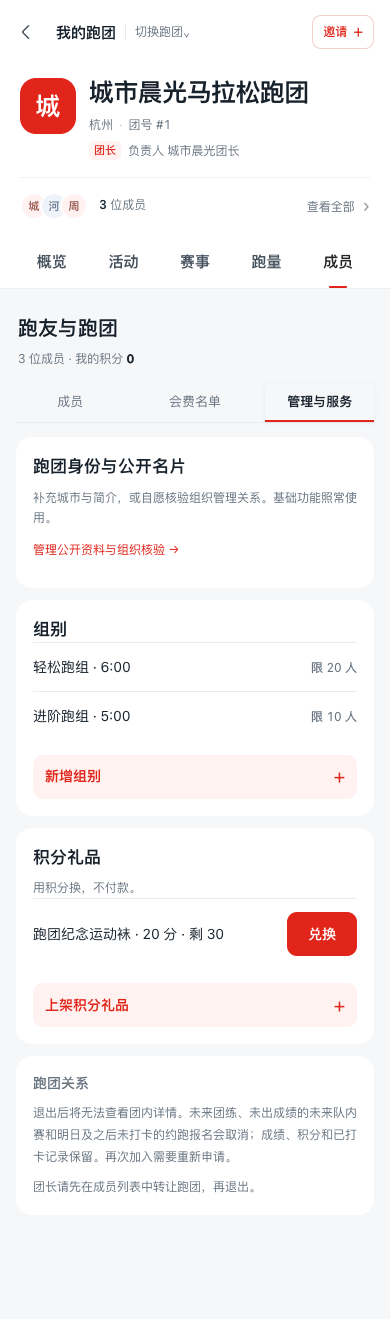 我的跑团
切换跑团
邀请 +
城
城市晨光马拉松跑团
杭州 · 团号 #1
团长 负责人 城市晨光团长
城 河 周
3 位成员
查看全部
概览 活动 赛事 跑量 成员
跑友与跑团
3 位成员 · 我的积分 0
成员 会费名单 管理与服务
跑团身份与公开名片
补充城市与简介，或自愿核验组织管理关系。基础功能照常使
用。
管理公开资料与组织核验 →
组别
轻松跑组 · 6:00 限 20 人
进阶跑组 · 5:00 限 10 人
新增组别 +
积分礼品
用积分换，不付款。
跑团纪念运动袜 · 20 分 · 剩 30 兑换
上架积分礼品 +
跑团关系
退出后将无法查看团内详情。未来团练、未出成绩的未来队内
赛和明日及之后未打卡的约跑报名会取消；成绩、积分和已打
卡记录保留。再次加入需要重新申请。
团长请先在成员列表中转让跑团，再退出。